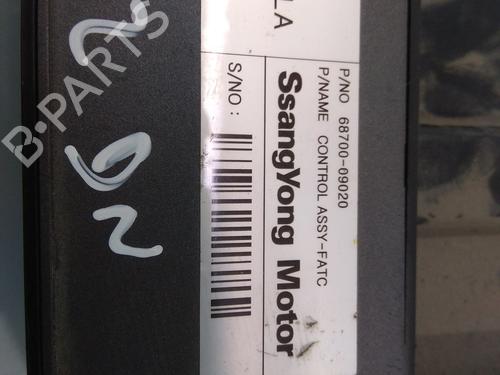 P/NO 68700-09020
P/NAME CONTROL ASSY-FATC
SsangYong Motor
S/NO :
LA
B-PARTS